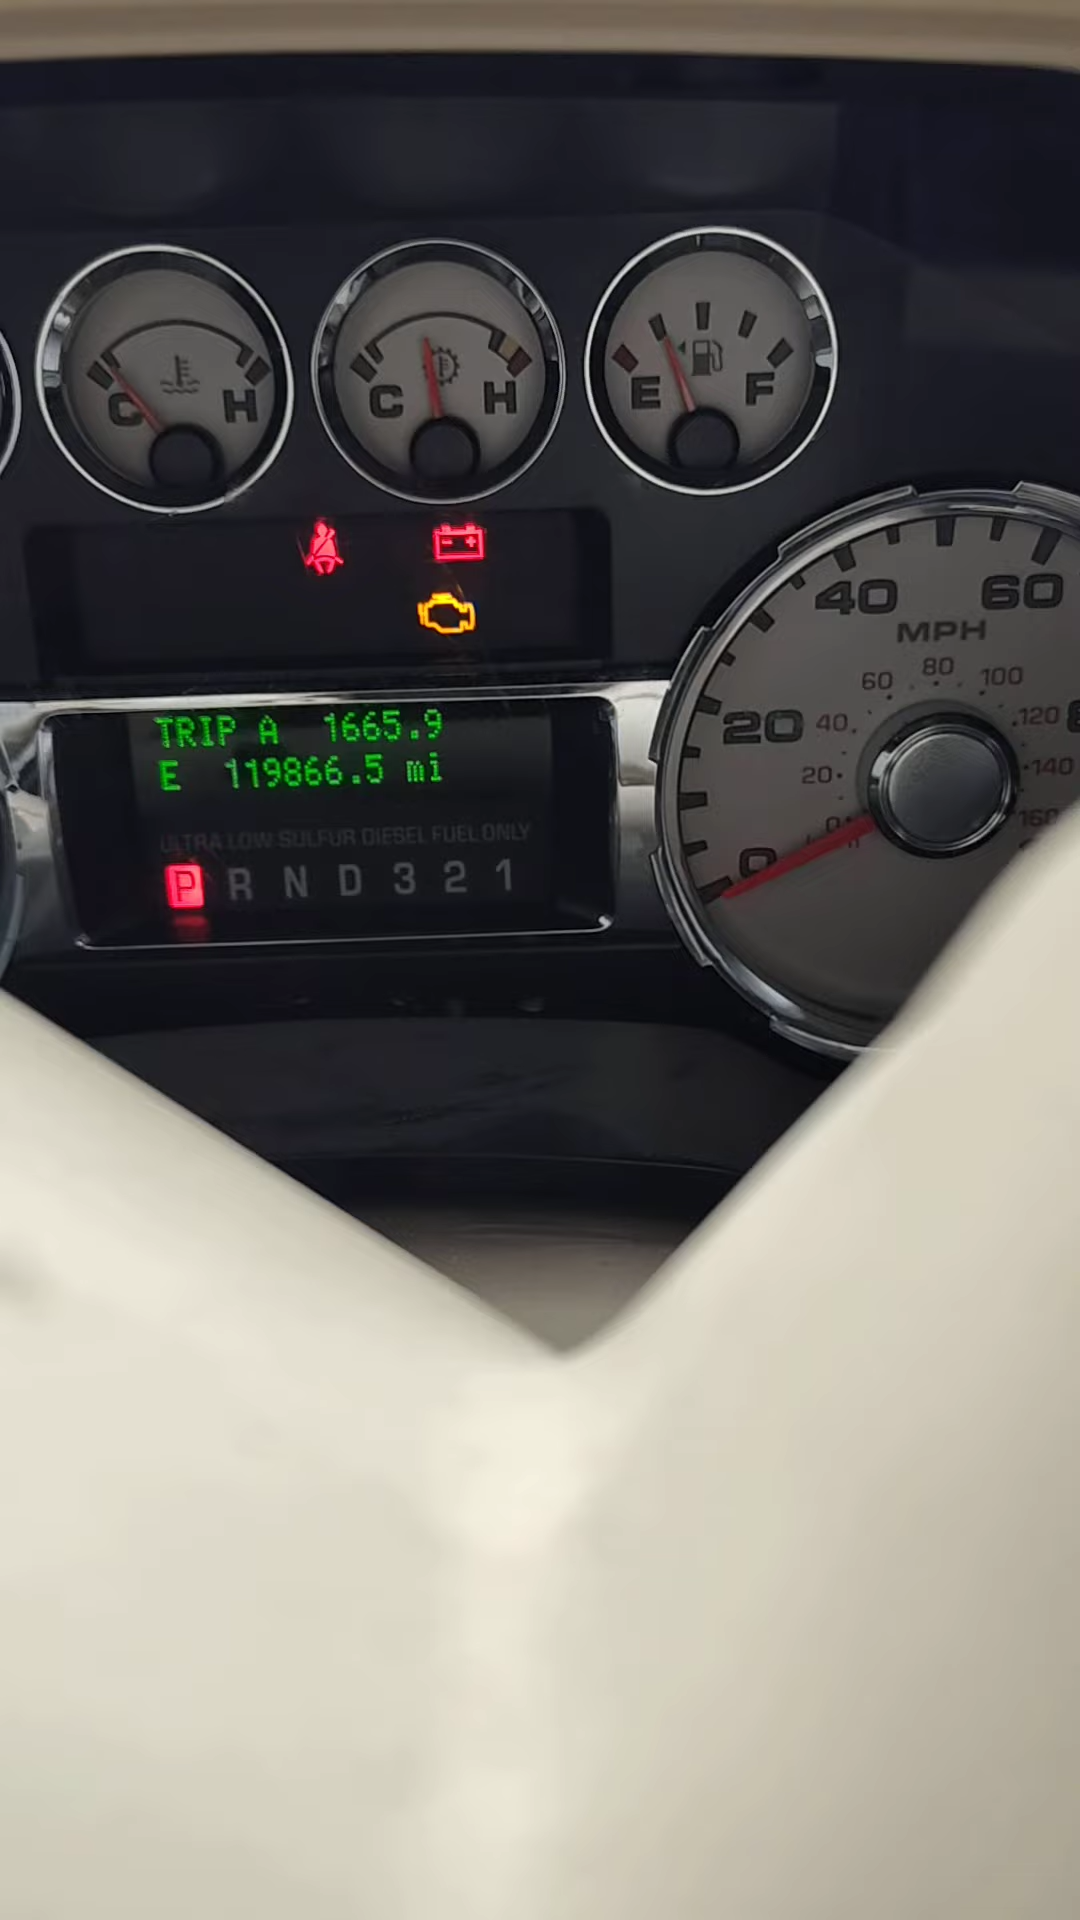 C H
C H
E F
TRIP A 1665.9
E 119866.5 mi
ULTRA LOW SULFUR DIESEL FUEL ONLY
P R N D 3 2 1
40 60
MPH
60 80 100
20 40 120
20 140
0 0 160